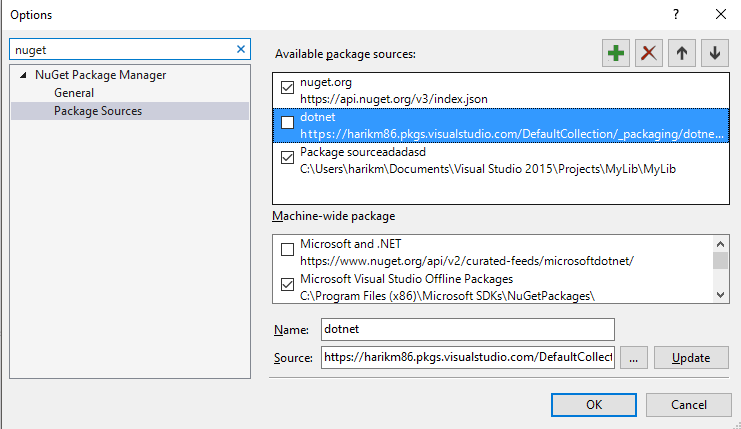 Options
nuget
NuGet Package Manager
General
Package Sources
Available package sources:
nuget.org
https://api.nuget.org/v3/index.json
dotnet
https://harikm86.pkgs.visualstudio.com/DefaultCollection/_packaging/dotne...
Package sourceadadasd
C:\Users\harikm\Documents\Visual Studio 2015\Projects\MyLib\MyLib
Machine-wide package
Microsoft and .NET
https://www.nuget.org/api/v2/curated-feeds/microsoftdotnet/
Microsoft Visual Studio Offline Packages
C:\Program Files (x86)\Microsoft SDKs\NuGetPackages\
Name: dotnet
Source: https://harikm86.pkgs.visualstudio.com/DefaultCollect ... Update
OK Cancel